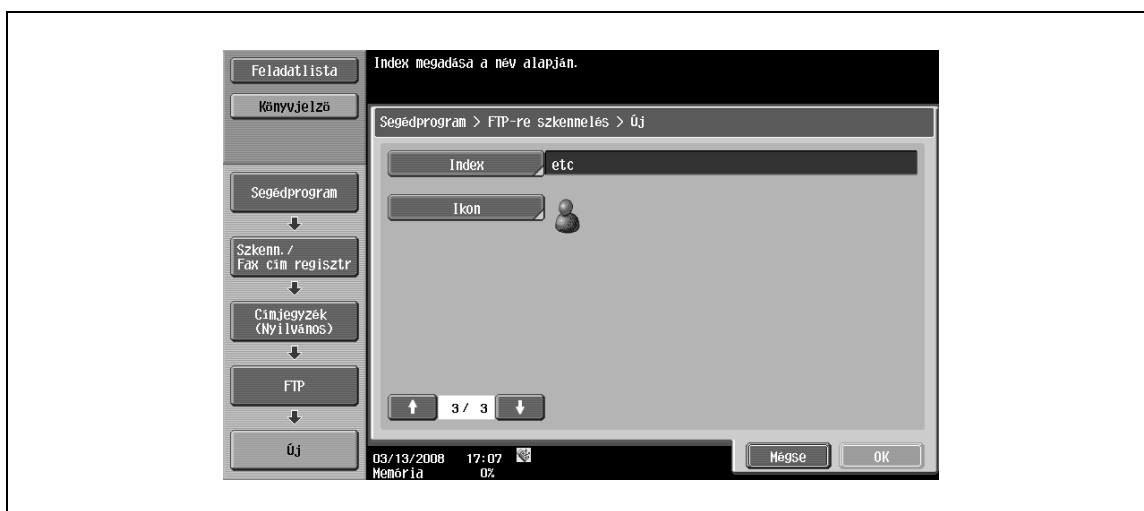 Feladatlista
Könyvjelző
Segédprogram
Szkenn./
Fax cím regisztr
Címjegyzék
(Nyilvános)
FTP
Új
Index megadása a név alapján.
Segédprogram > FTP-re szkennelés > Új
Index etc
Ikon
3/ 3
03/13/2008 17:07
Memória 0%
Mégse OK